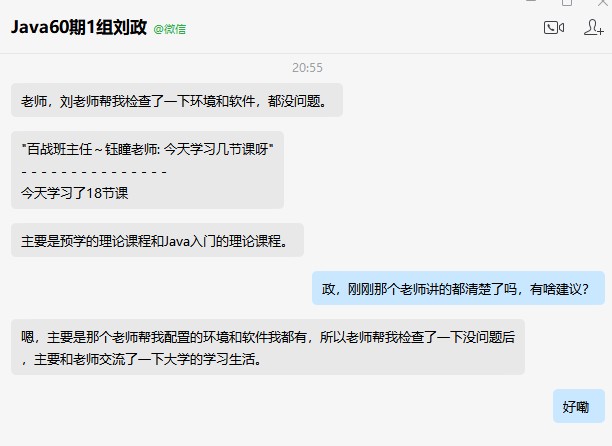 Java60期1组刘政 @微信
20:55
老师，刘老师帮我检查了一下环境和软件，都没问题。
"百战班主任～钰瞳老师: 今天学习几节课呀"
- - - - - - - - - - - - - - -
今天学习了18节课
主要是预学的理论课程和Java入门的理论课程。
政，刚刚那个老师讲的都清楚了吗，有啥建议？
嗯，主要是那个老师帮我配置的环境和软件我都有，所以老师帮我检查了一下没问题后
，主要和老师交流了一下大学的学习生活。
好嘞